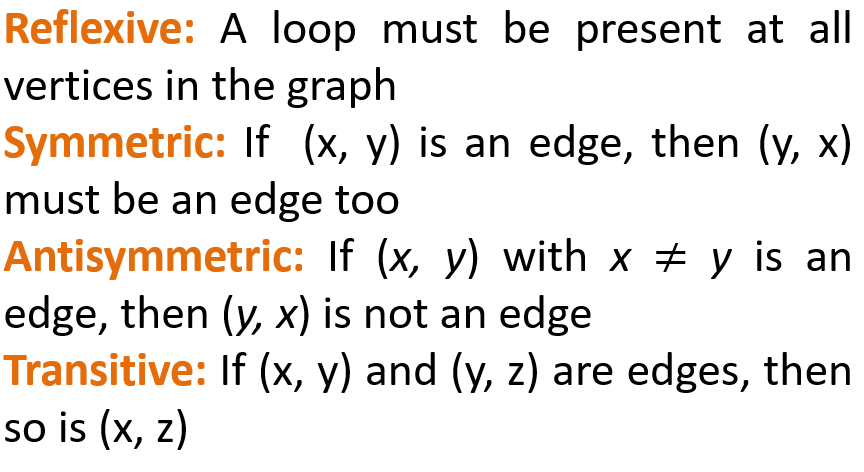 Reflexive: A loop must be present at all
vertices in the graph
Symmetric: If (x, y) is an edge, then (y, x)
must be an edge too
Antisymmetric: If (x, y) with x ≠ y is an
edge, then (y, x) is not an edge
Transitive: If (x, y) and (y, z) are edges, then
so is (x, z)